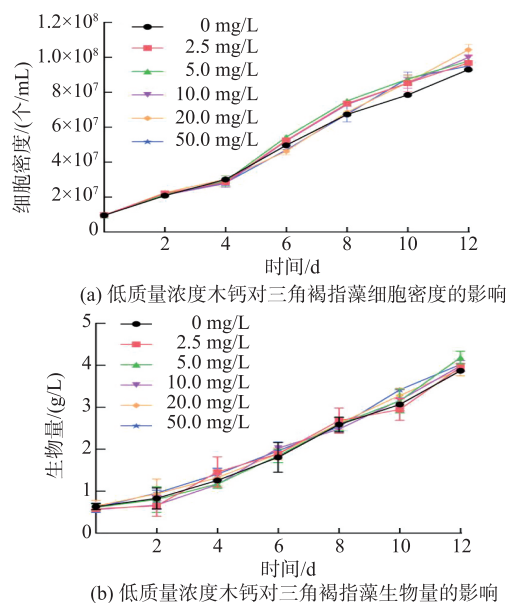 1.2×10⁸
1.0×10⁸
8×10⁷
6×10⁷
4×10⁷
2×10⁷
0
细胞密度/(个/mL)
0 mg/L
2.5 mg/L
5.0 mg/L
10.0 mg/L
20.0 mg/L
50.0 mg/L
2 4 6 8 10 12
时间/d
(a) 低质量浓度木钙对三角褐指藻细胞密度的影响
5
4
3
2
1
0
生物量/(g/L)
0 mg/L
2.5 mg/L
5.0 mg/L
10.0 mg/L
20.0 mg/L
50.0 mg/L
2 4 6 8 10 12
时间/d
(b) 低质量浓度木钙对三角褐指藻生物量的影响